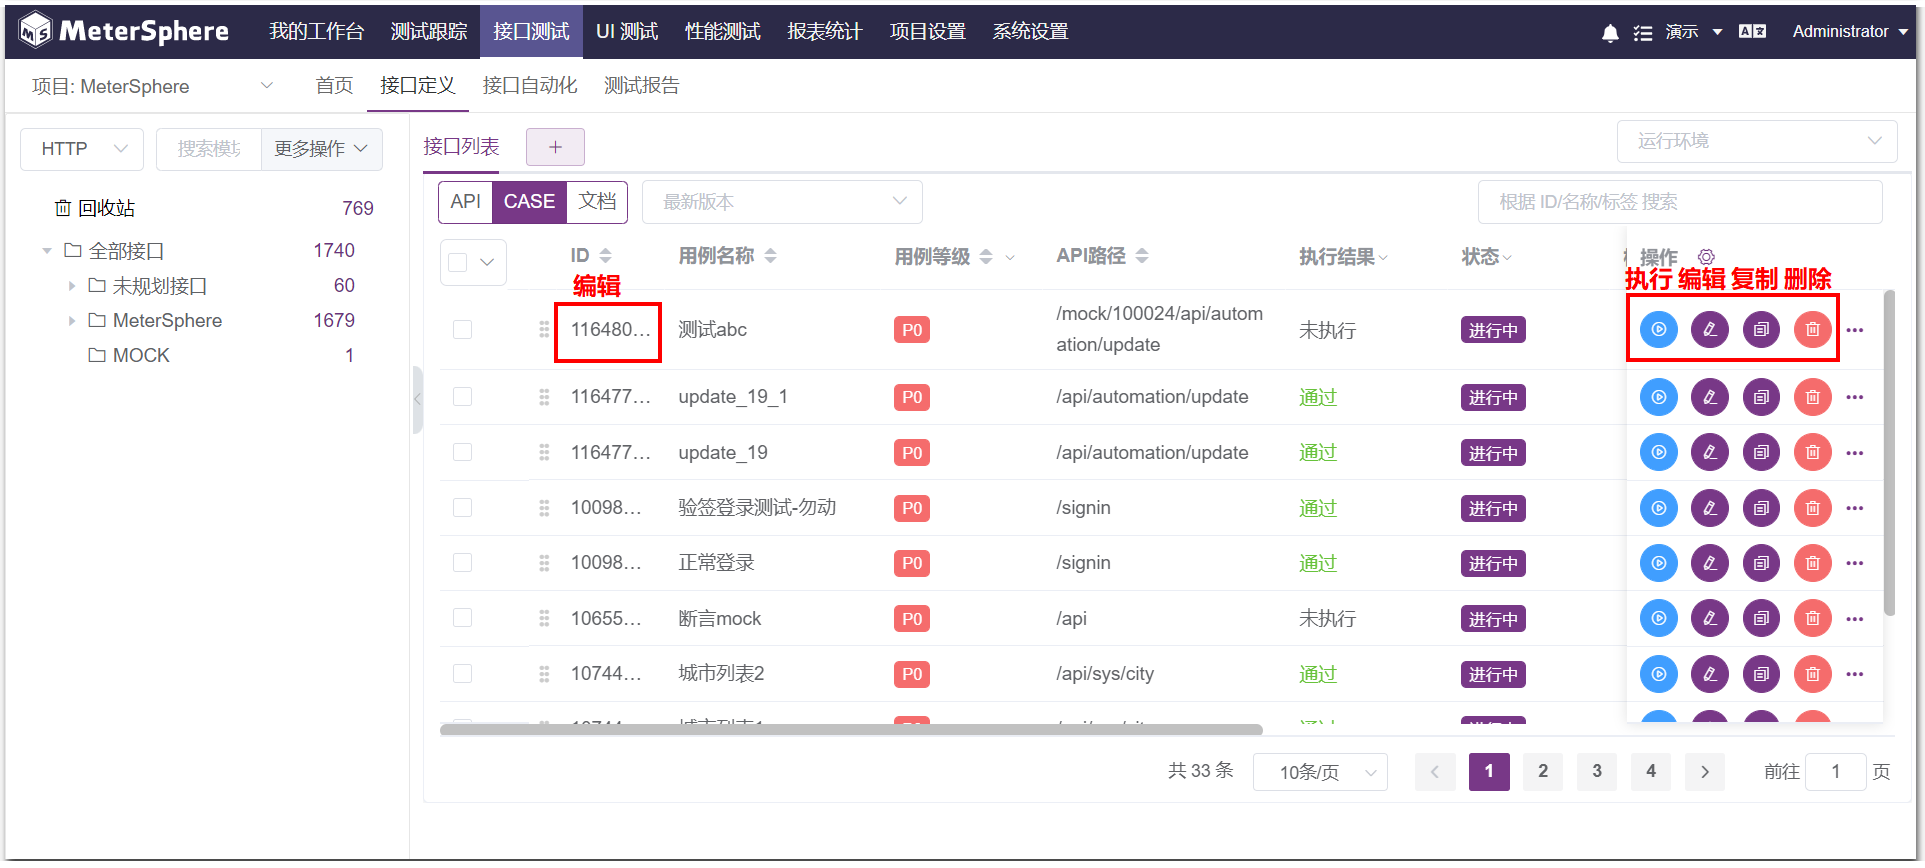 MeterSphere
我的工作台 测试跟踪 接口测试 UI 测试 性能测试 报表统计 项目设置 系统设置 演示 Administrator
项目: MeterSphere 首页 接口定义 接口自动化 测试报告
HTTP 搜索模块 更多操作 接口列表 + 运行环境
API CASE 文档 最新版本 根据 ID/名称/标签 搜索
回收站 769
全部接口 1740
未规划接口 60
MeterSphere 1679
MOCK 1
ID 用例名称 用例等级 API路径 执行结果 状态 操作
编辑 执行 编辑 复制 删除
116480... 测试abc P0 /mock/100024/api/autom
ation/update 未执行 进行中
116477... update_19_1 P0 /api/automation/update 通过 进行中
116477... update_19 P0 /api/automation/update 通过 进行中
10098... 验签登录测试-勿动 P0 /signin 通过 进行中
10098... 正常登录 P0 /signin 通过 进行中
10655... 断言mock P0 /api 未执行 进行中
10744... 城市列表2 P0 /api/sys/city 通过 进行中
共 33 条 10条/页 1 2 3 4 前往 1 页